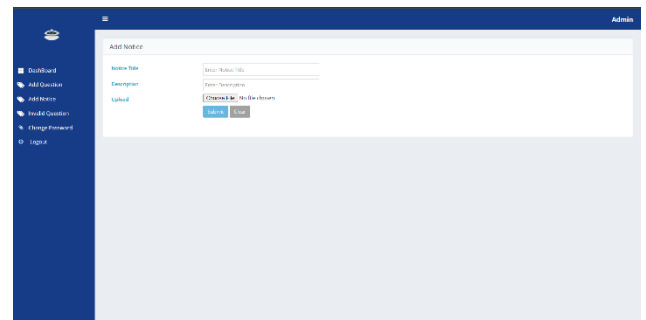 Admin
DashBoard
Add Question
Add Notice
Invalid Question
Change Password
Logout
Add Notice
Notice Title
Enter Notice Title
Description
Enter Description
Upload
Choose File No file chosen
Submit Clear